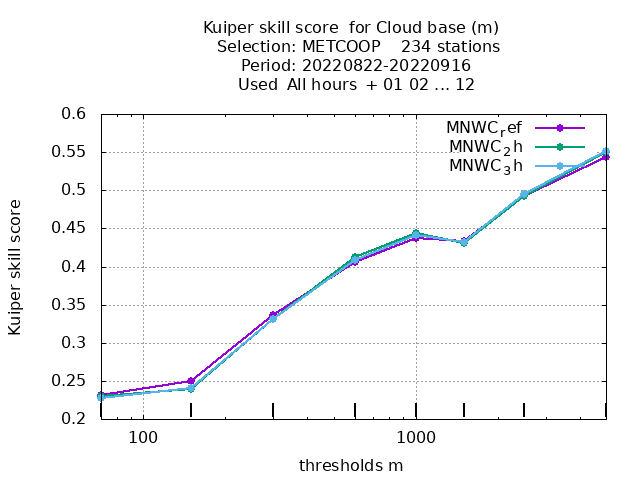 Kuiper skill score  for Cloud base (m)
Selection: METCOOP    234 stations
Period: 20220822-20220916
Used  All hours  + 01 02 ... 12
0.6
MNWC_ref
0.55
MNWC_2h
MNWC_3h
0.5
0.45
0.4
0.35
0.3
0.25
0.2
Kuiper skill score
100
1000
thresholds m